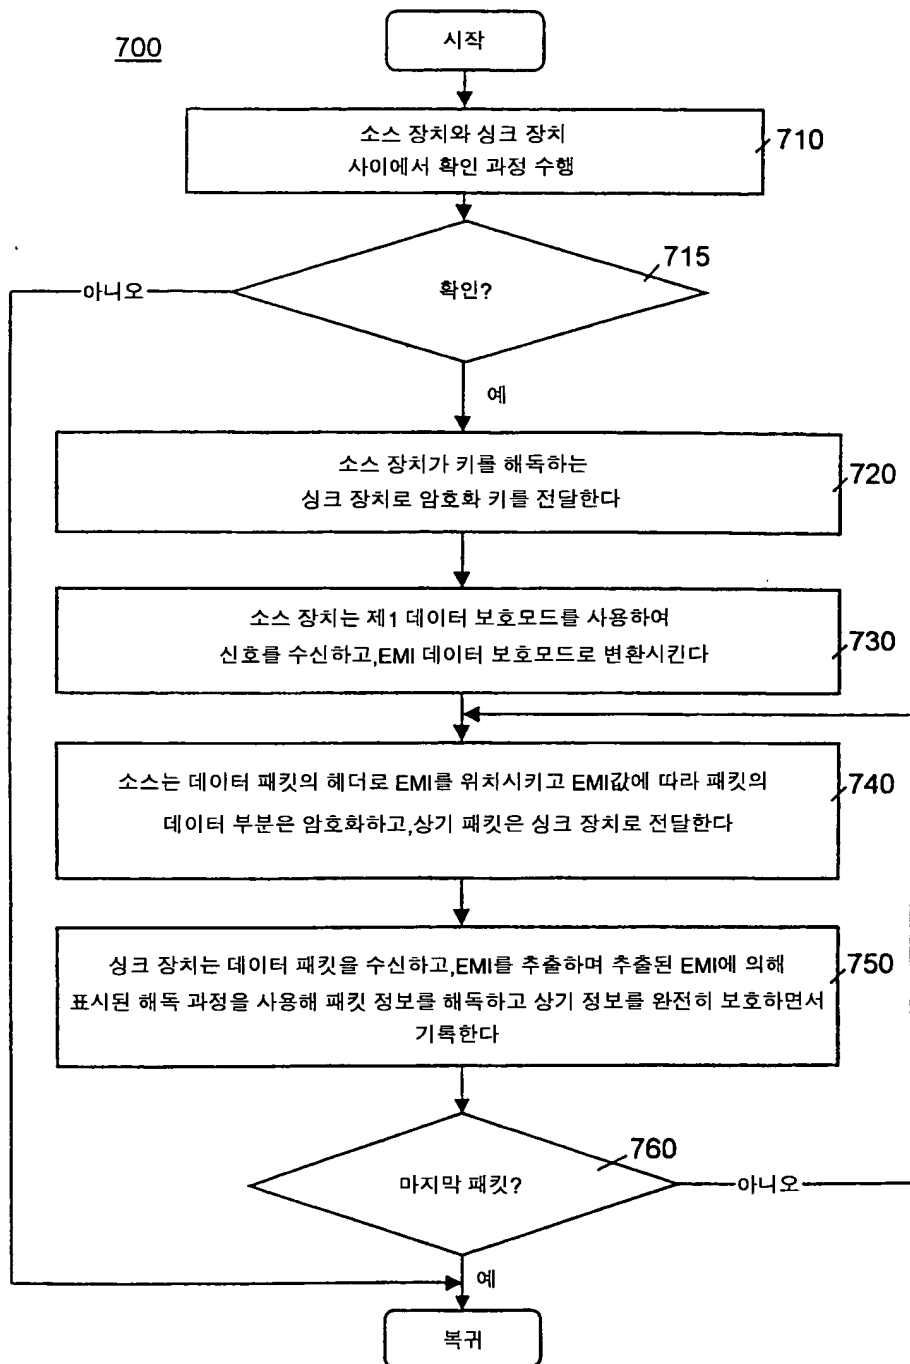 700
시작
소스 장치와 싱크 장치
사이에서 확인 과정 수행
710
확인?
715
아니오
예
소스 장치가 키를 해독하는
싱크 장치로 암호화 키를 전달한다
720
소스 장치는 제1 데이터 보호모드를 사용하여
신호를 수신하고,EMI 데이터 보호모드로 변환시킨다
730
소스는 데이터 패킷의 헤더로 EMI를 위치시키고 EMI값에 따라 패킷의
데이터 부분은 암호화하고,상기 패킷은 싱크 장치로 전달한다
740
싱크 장치는 데이터 패킷을 수신하고,EMI를 추출하며 추출된 EMI에 의해
표시된 해독 과정을 사용해 패킷 정보를 해독하고 상기 정보를 완전히 보호하면서
기록한다
750
마지막 패킷?
760
아니오
예
복귀